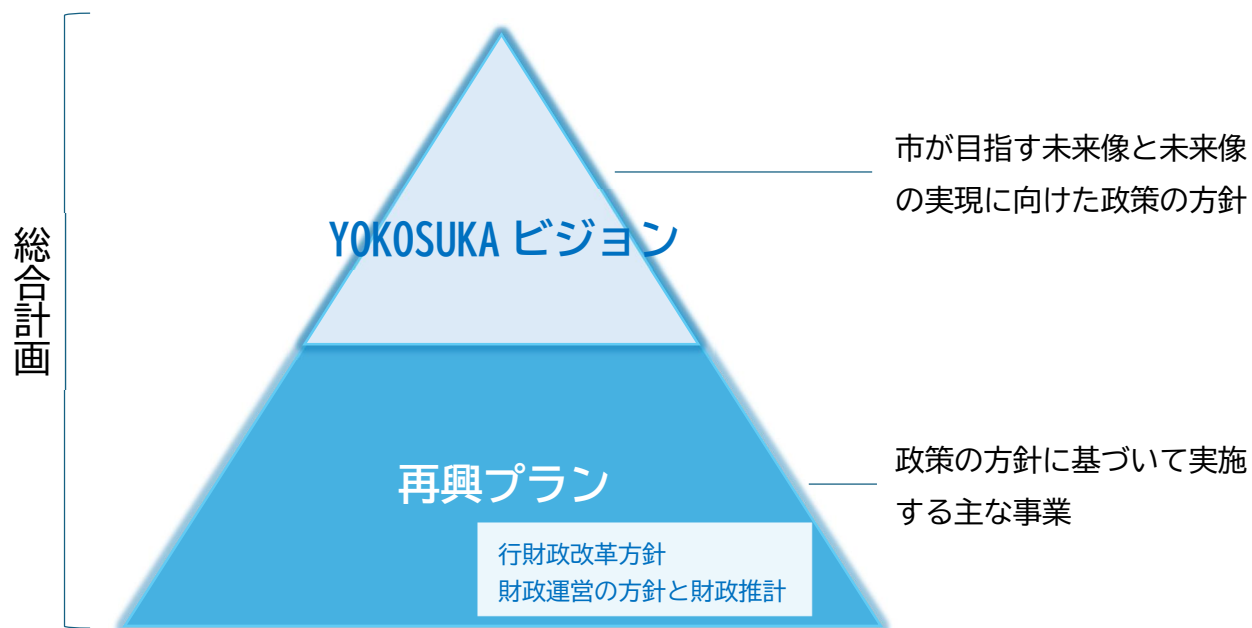 総合計画
YOKOSUKA ビジョン
市が目指す未来像と未来像
の実現に向けた政策の方針
再興プラン
行財政改革方針
財政運営の方針と財政推計
政策の方針に基づいて実施
する主な事業